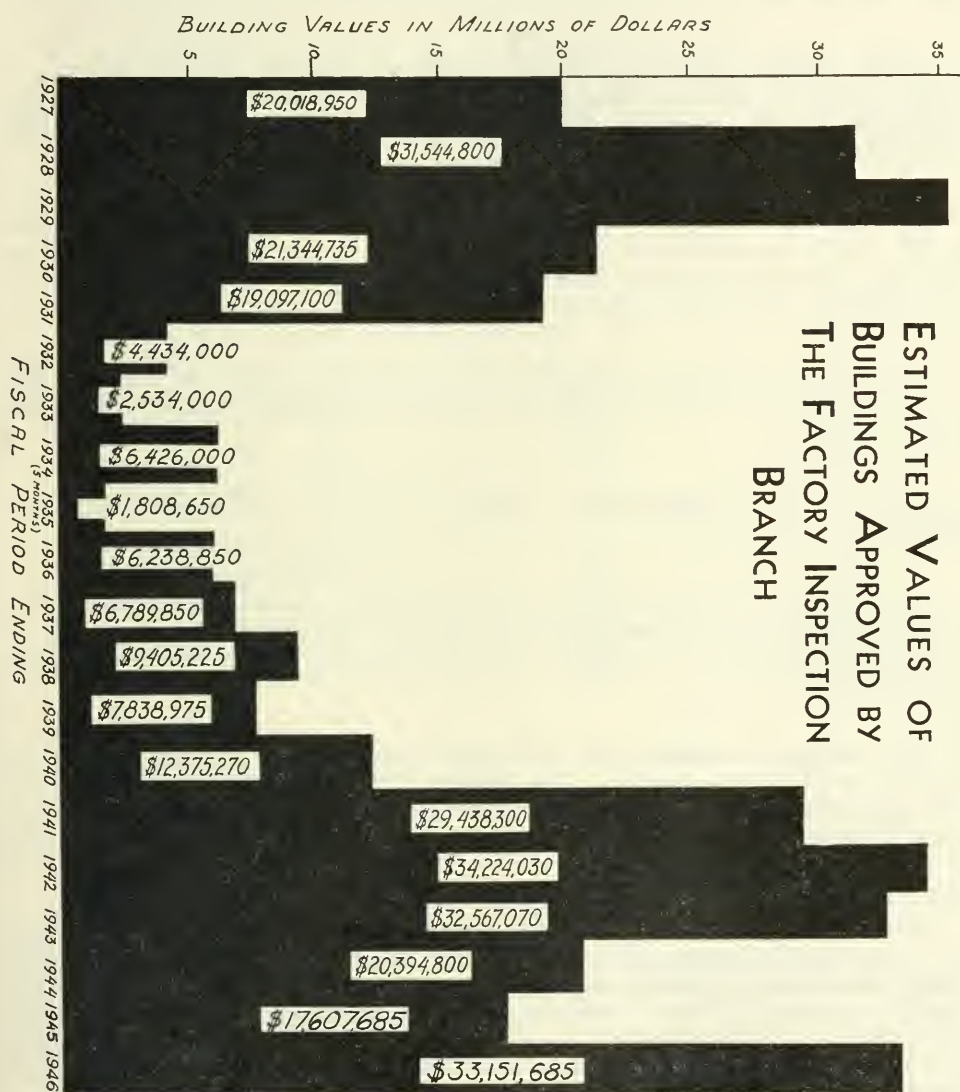 ESTIMATED VALUES OF
BUILDINGS APPROVED BY
THE FACTORY INSPECTION
BRANCH
BUILDING VALUES IN MILLIONS OF DOLLARS
5 10 15 20 25 30 35
$20,018,950
$31,544,800
$21,344,735
$19,097,100
$4,434,000
$2,534,000
$6,426,000
$1,808,650
$6,238,850
$6,789,850
$9,405,225
$7,838,975
$12,375,270
$29,438,300
$34,224,030
$32,567,070
$20,394,800
$17,607,685
$33,151,685
1927 1928 1929 1930 1931 1932 1933 1934 1935 1936 1937 1938 1939 1940 1941 1942 1943 1944 1945 1946
(5 MONTHS)
FISCAL PERIOD ENDING